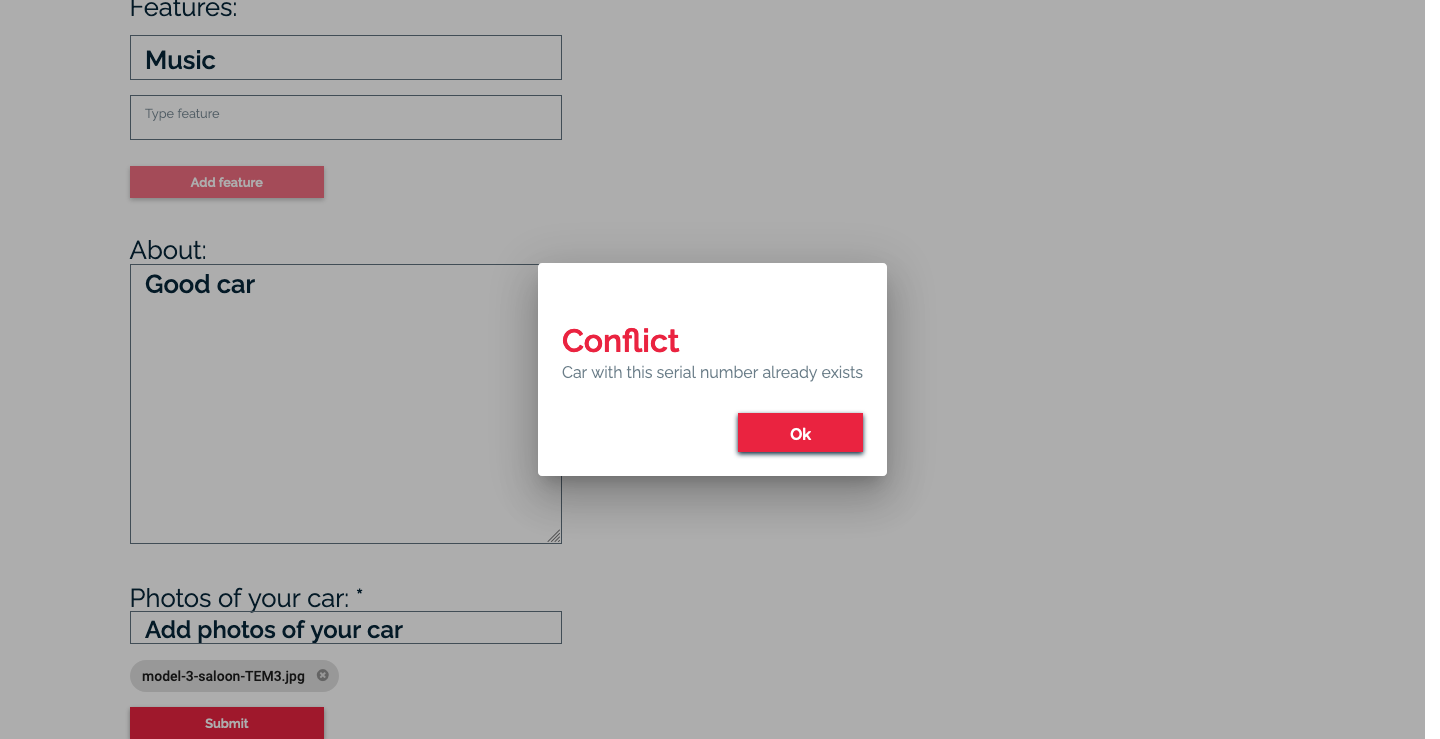 Features:
Music
Type feature
Add feature
About:
Good car
Conflict
Car with this serial number already exists
Ok
Photos of your car: *
Add photos of your car
model-3-saloon-TEM3.jpg
Submit